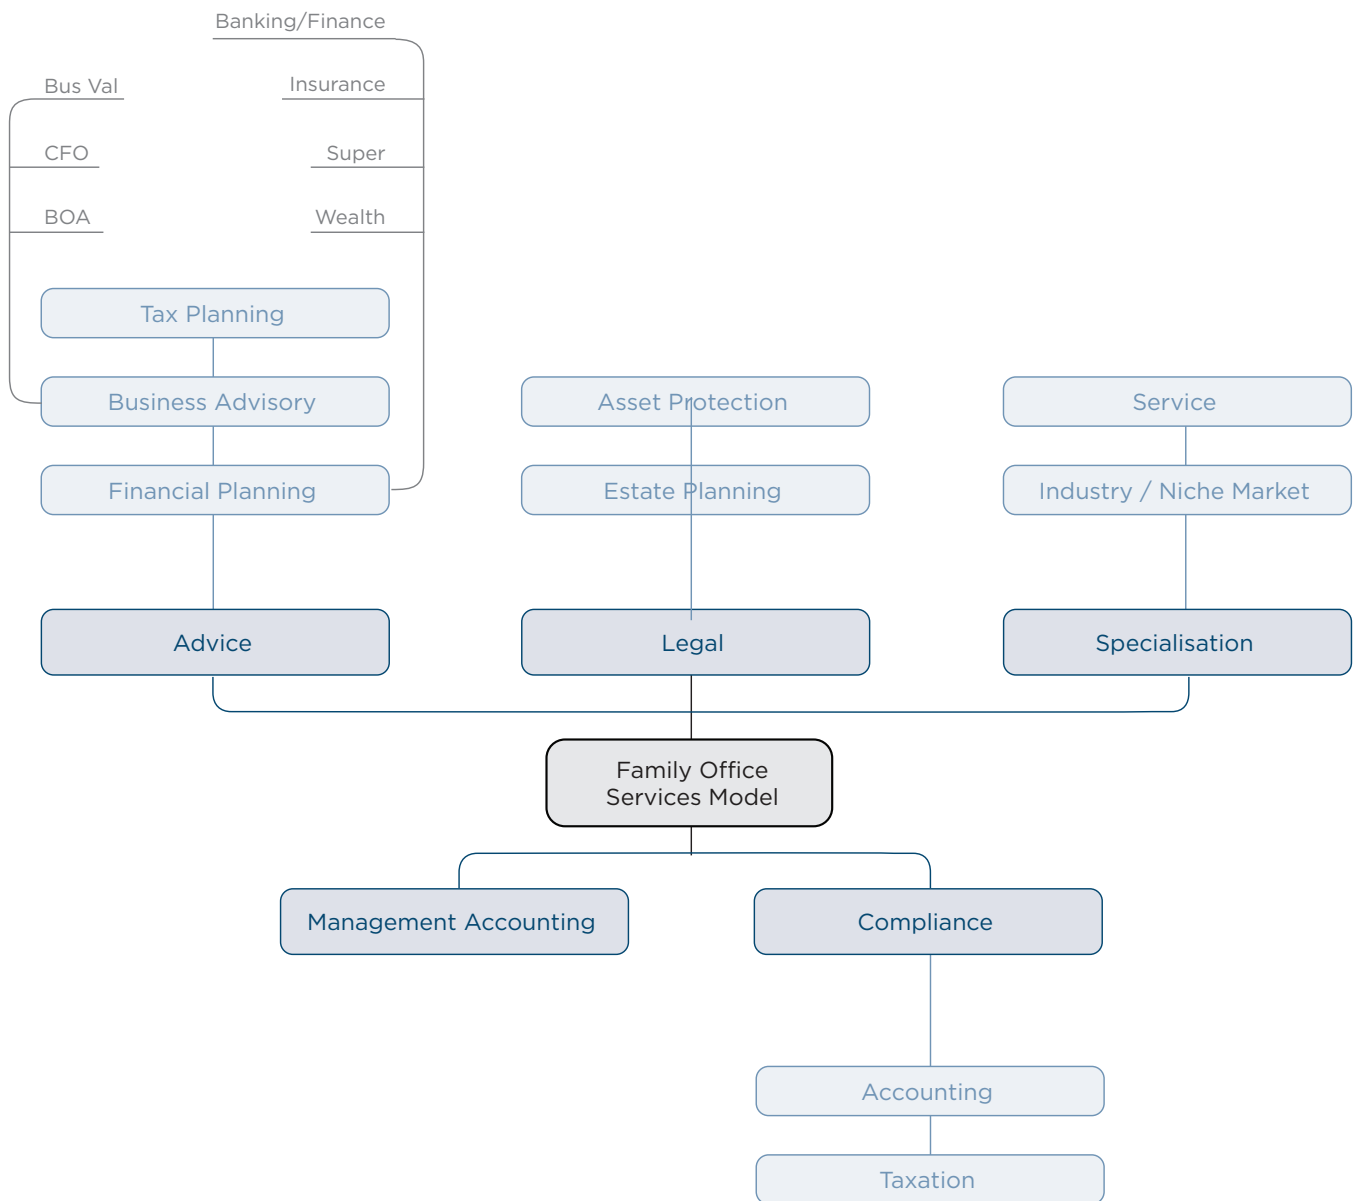 Banking/Finance
Bus Val
Insurance
CFO
Super
BOA
Wealth
Tax Planning
Business Advisory
Asset Protection
Service
Financial Planning
Estate Planning
Industry / Niche Market
Advice
Legal
Specialisation
Family Office
Services Model
Management Accounting
Compliance
Accounting
Taxation